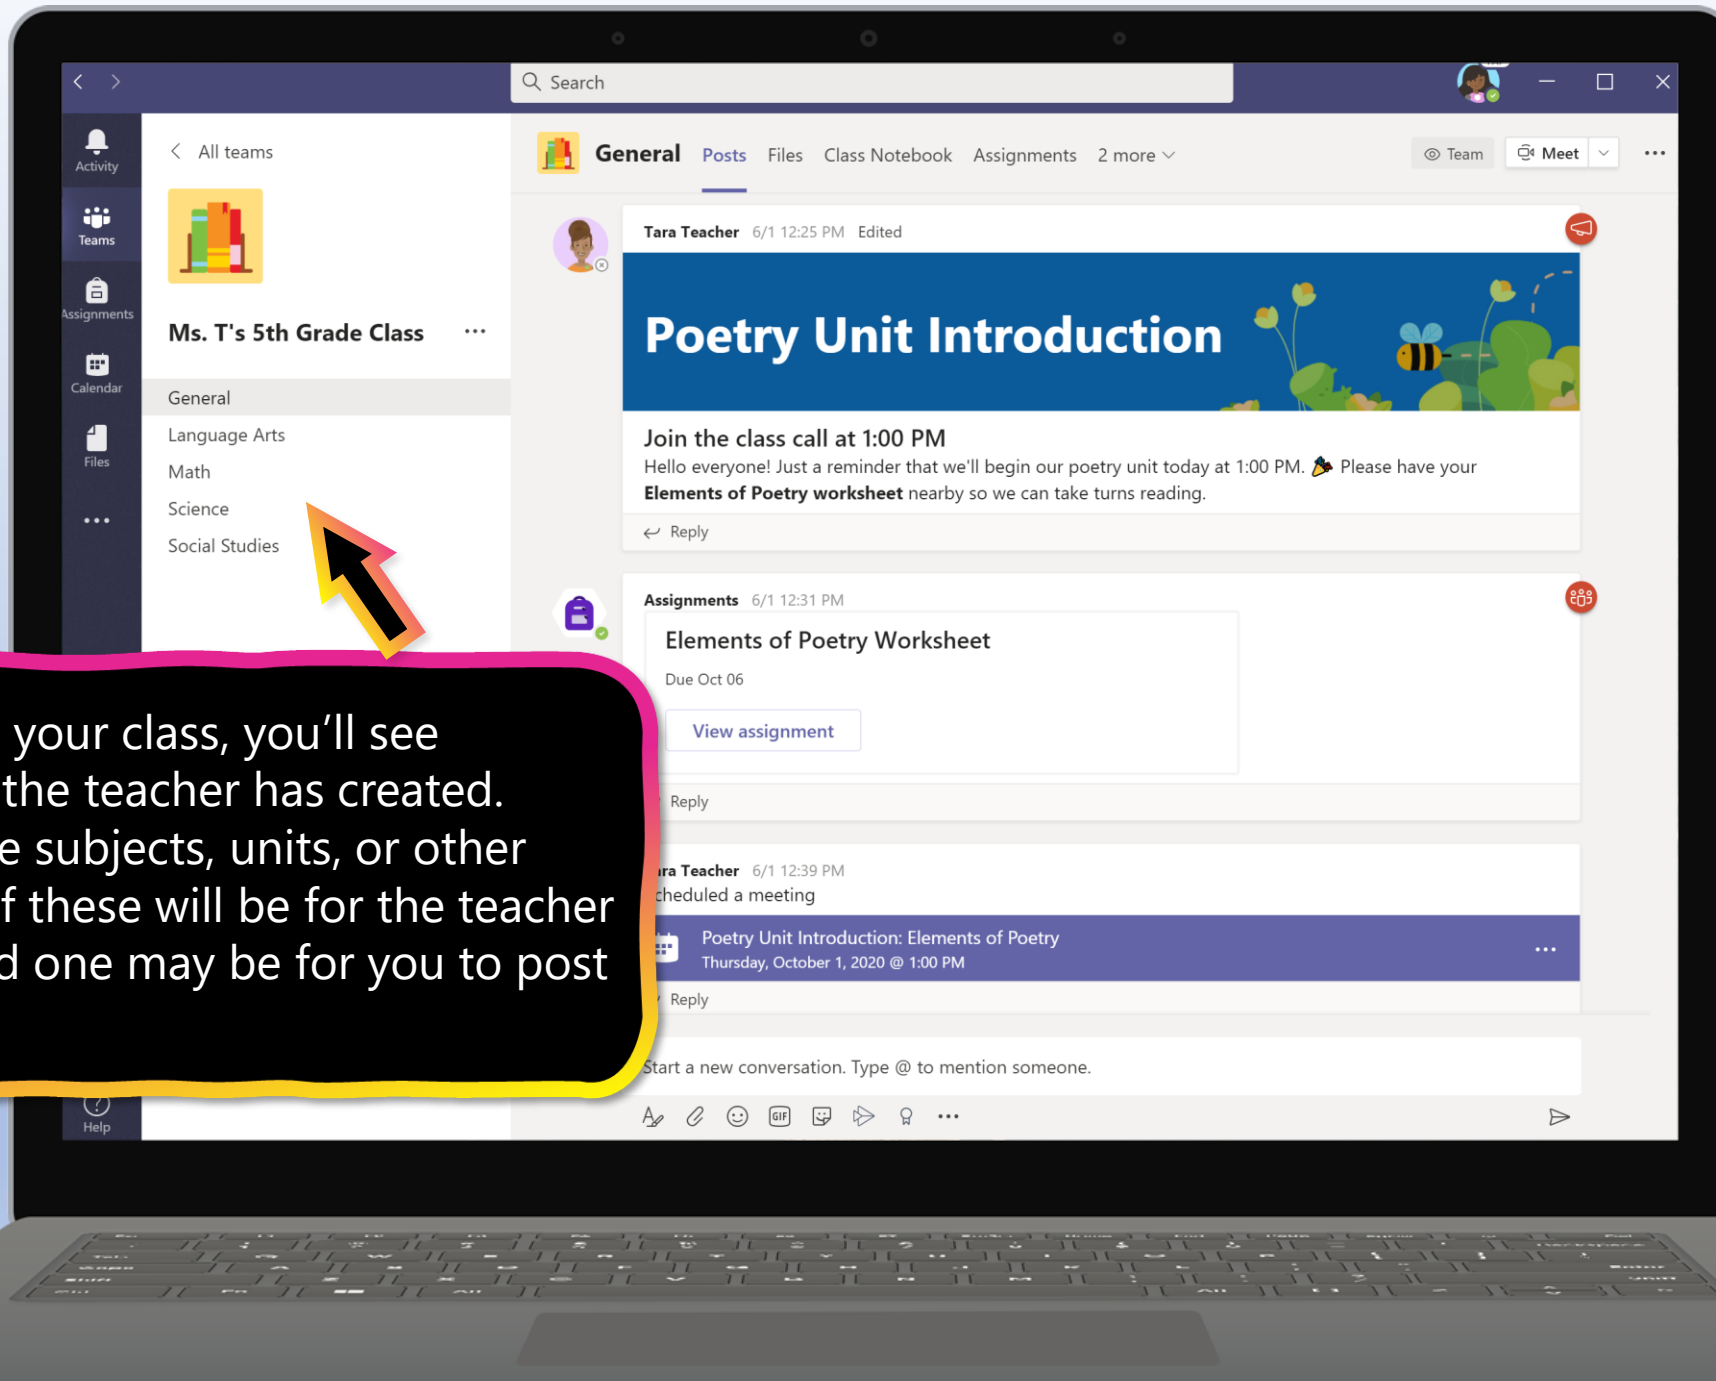 Search
Activity
Teams
Assignments
Calendar
Files
Help
All teams
Ms. T's 5th Grade Class
General
Language Arts
Math
Science
Social Studies
General Posts Files Class Notebook Assignments 2 more
Team
Meet
Tara Teacher 6/1 12:25 PM Edited
Poetry Unit Introduction
Join the class call at 1:00 PM
Hello everyone! Just a reminder that we'll begin our poetry unit today at 1:00 PM. 🎉 Please have your
Elements of Poetry worksheet nearby so we can take turns reading.
Reply
Assignments 6/1 12:31 PM
Elements of Poetry Worksheet
Due Oct 06
View assignment
Reply
ra Teacher 6/1 12:39 PM
cheduled a meeting
Poetry Unit Introduction: Elements of Poetry
Thursday, October 1, 2020 @ 1:00 PM
Reply
Start a new conversation. Type @ to mention someone.
GIF
your class, you’ll see
the teacher has created.
e subjects, units, or other
f these will be for the teacher
d one may be for you to post